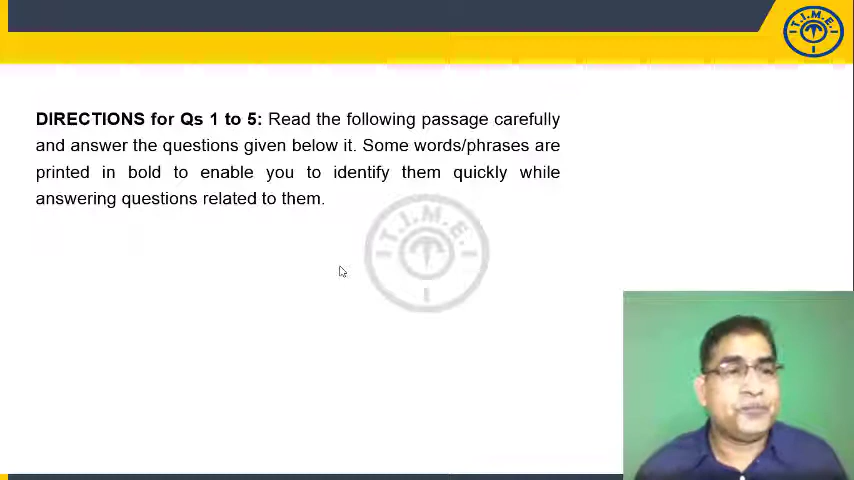 T.I.M.E.
DIRECTIONS for Qs 1 to 5: Read the following passage carefully
and answer the questions given below it. Some words/phrases are
printed in bold to enable you to identify them quickly while
answering questions related to them.
T.I.M.E.